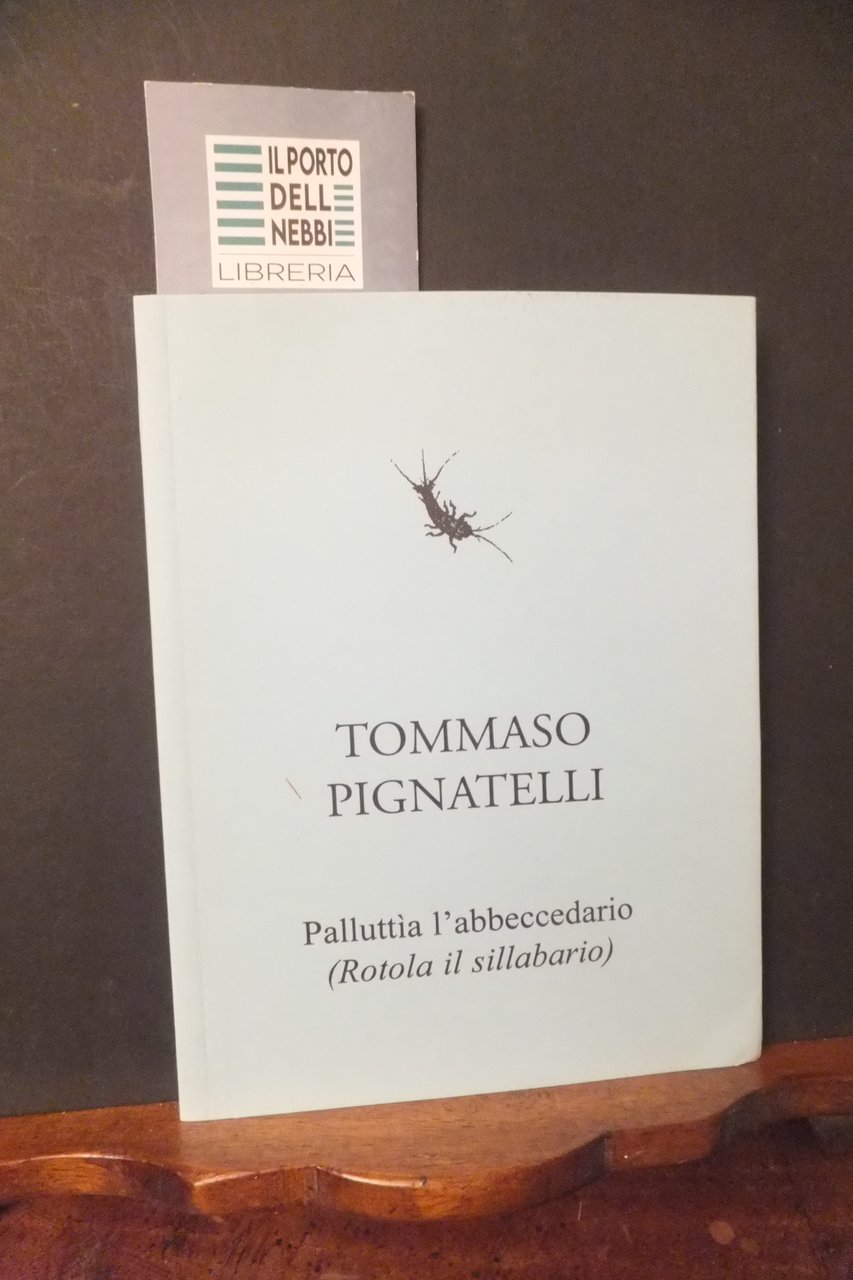 IL PORTO
DELL
NEBBI
LIBRERIA
TOMMASO
PIGNATELLI
Palluttìa l'abbeccedario
(Rotola il sillabario)